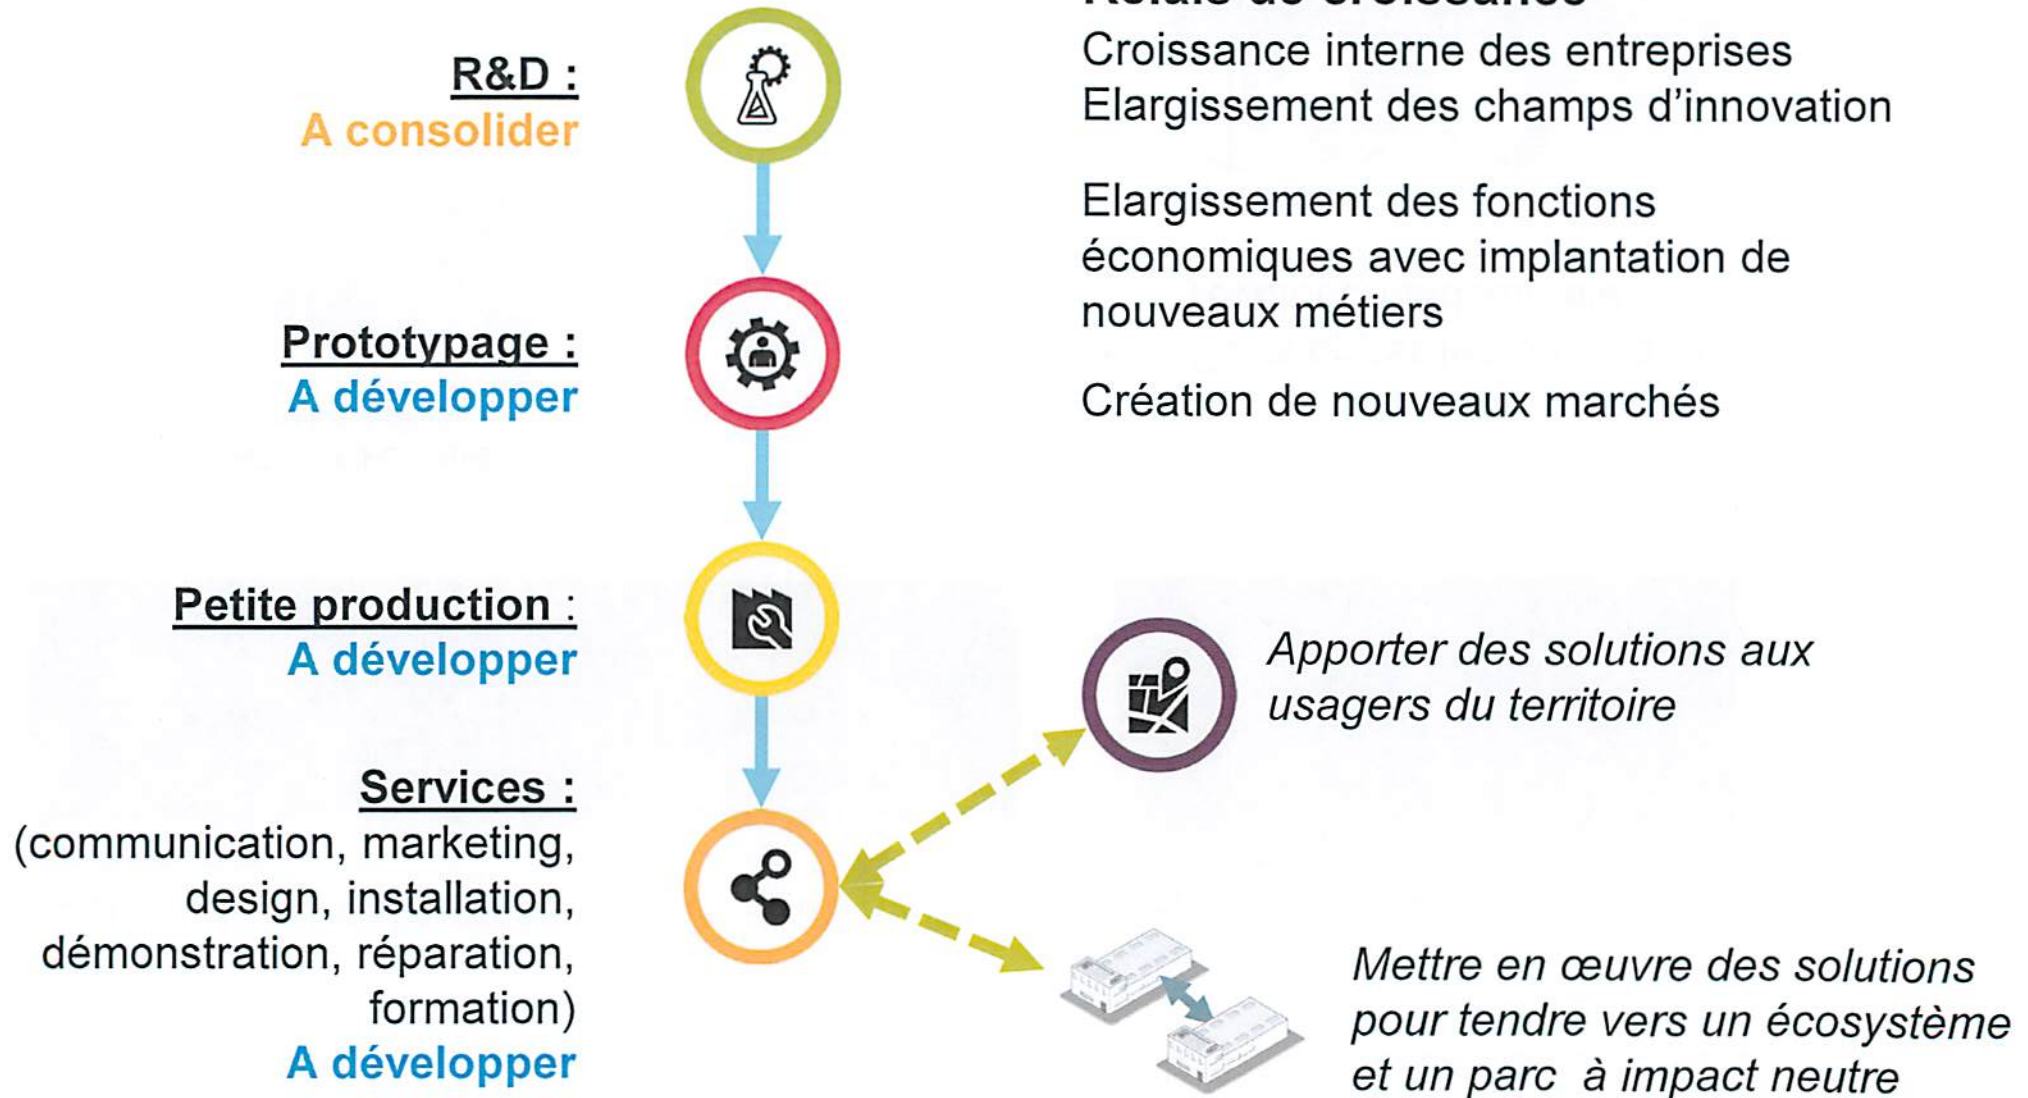 R&D :
A consolider
Prototypage :
A développer
Petite production :
A développer
Services :
(communication, marketing,
design, installation,
démonstration, réparation,
formation)
A développer
Relais de croissance
Croissance interne des entreprises
Elargissement des champs d’innovation
Elargissement des fonctions
économiques avec implantation de
nouveaux métiers
Création de nouveaux marchés
Apporter des solutions aux
usagers du territoire
Mettre en œuvre des solutions
pour tendre vers un écosystème
et un parc à impact neutre